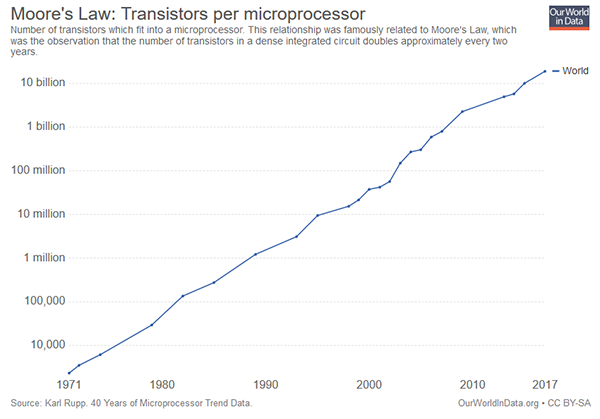 Moore's Law: Transistors per microprocessor
Number of transistors which fit into a microprocessor. This relationship was famously related to Moore's Law, which
was the observation that the number of transistors in a dense integrated circuit doubles approximately every two
years.
Our World
in Data
10 billion
World
1 billion
100 million
10 million
1 million
100,000
10,000
1971 1980 1990 2000 2010 2017
Source: Karl Rupp. 40 Years of Microprocessor Trend Data.
OurWorldInData.org • CC BY-SA